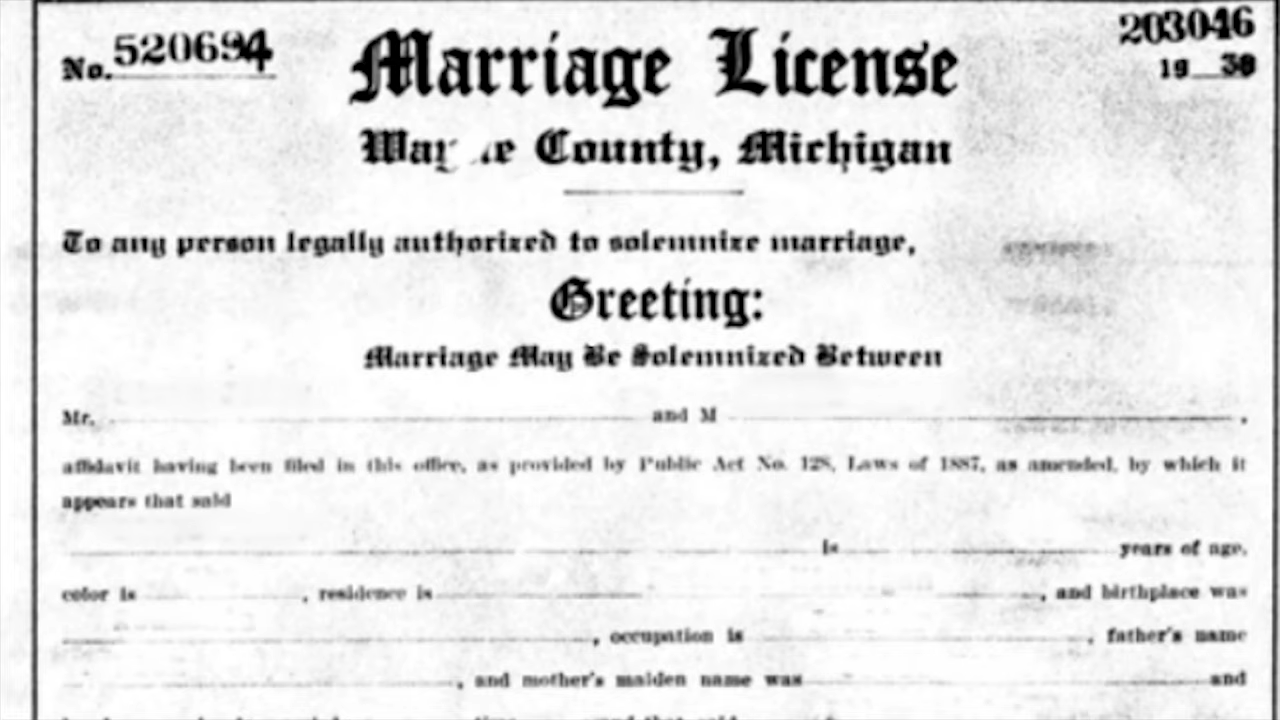 No. 520694 Marriage License 203046
19 38
Wayne County, Michigan
To any person legally authorized to solemnize marriage,
Greeting:
Marriage May Be Solemnized Between
Mr. and M .
affidavit having been filed in this office, as provided by Public Act No. 128, Laws of 1887, as amended, by which it
appears that said
is years of age,
color is , residence is , and birthplace was
, occupation is , father's name
, and mother's maiden name was and